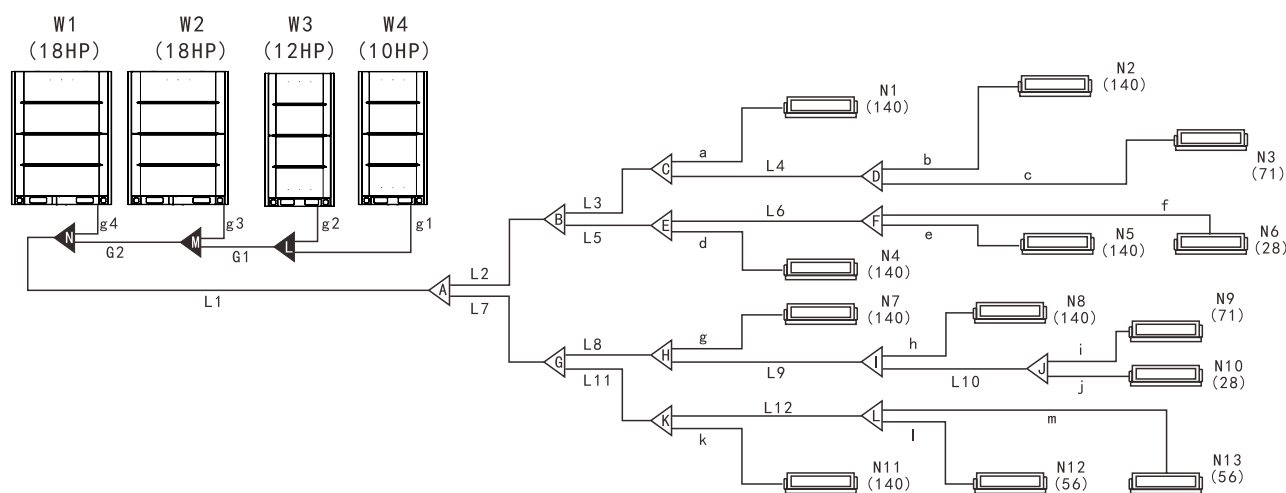 W1
(18HP)
W2
(18HP)
W3
(12HP)
W4
(10HP)
g4
g3
g2
g1
N
M
L
G2
G1
L1
A
L2
L7
B
L3
L5
C
a
L4
D
b
c
N1
(140)
N2
(140)
N3
(71)
E
L6
d
F
f
e
N4
(140)
N5
(140)
N6
(28)
G
L8
L11
H
g
L9
I
h
L10
J
i
j
N7
(140)
N8
(140)
N9
(71)
N10
(28)
K
L12
k
L
m
l
N11
(140)
N12
(56)
N13
(56)